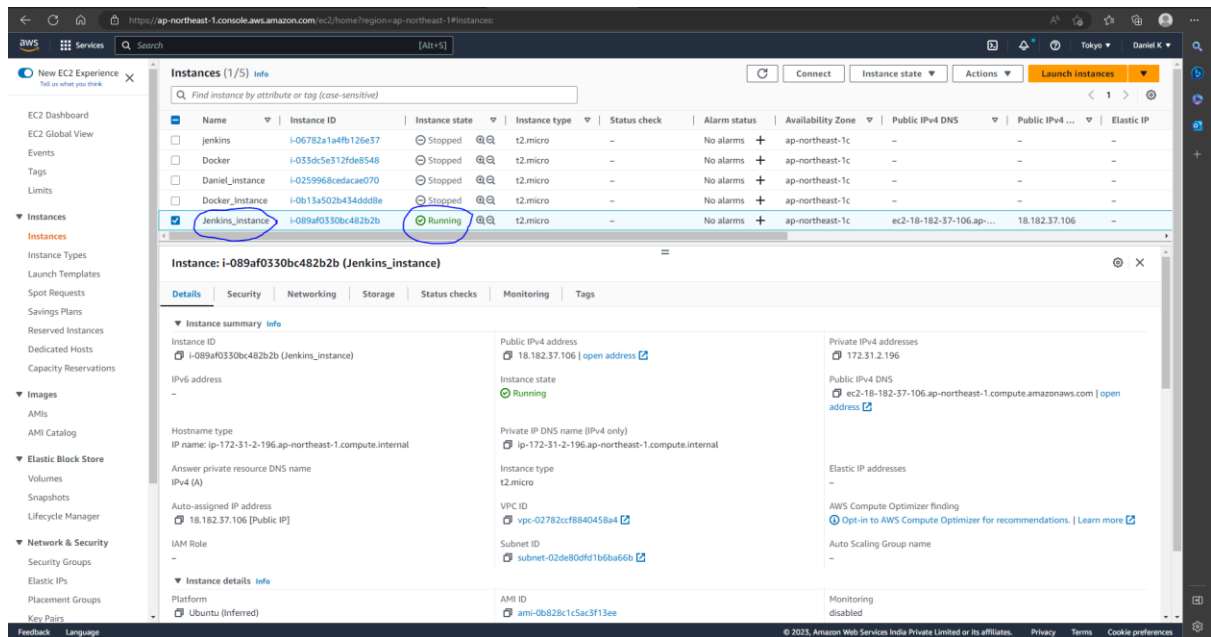 https://ap-northeast-1.console.aws.amazon.com/ec2/home?region=ap-northeast-1#Instances:
aws Services Search [Alt+S] Tokyo Daniel K
New EC2 Experience
Tell us what you think
EC2 Dashboard
EC2 Global View
Events
Tags
Limits
Instances
Instances
Instance Types
Launch Templates
Spot Requests
Savings Plans
Reserved Instances
Dedicated Hosts
Capacity Reservations
Images
AMIs
AMI Catalog
Elastic Block Store
Volumes
Snapshots
Lifecycle Manager
Network & Security
Security Groups
Elastic IPs
Placement Groups
Key Pairs
Instances (1/5) Info Connect Instance state Actions Launch instances
Find instance by attribute or tag (case-sensitive) 1
Name Instance ID Instance state Instance type Status check Alarm status Availability Zone Public IPv4 DNS Public IPv4 ... Elastic IP
jenkins i-06782a1a4fb126e37 Stopped t2.micro – No alarms + ap-northeast-1c – – –
Docker i-033dc5e312fde8548 Stopped t2.micro – No alarms + ap-northeast-1c – – –
Daniel_instance i-0259968cedacae070 Stopped t2.micro – No alarms + ap-northeast-1c – – –
Docker_Instance i-0b13a502b434ddd8e Stopped t2.micro – No alarms + ap-northeast-1c – – –
Jenkins_instance i-089af0330bc482b2b Running t2.micro – No alarms + ap-northeast-1c ec2-18-182-37-106.ap-... 18.182.37.106 –
Instance: i-089af0330bc482b2b (Jenkins_instance)
Details Security Networking Storage Status checks Monitoring Tags
Instance summary Info
Instance ID Public IPv4 address Private IPv4 addresses
i-089af0330bc482b2b (Jenkins_instance) 18.182.37.106 | open address 172.31.2.196
IPv6 address Instance state Public IPv4 DNS
– Running ec2-18-182-37-106.ap-northeast-1.compute.amazonaws.com | open
address
Hostname type Private IP DNS name (IPv4 only)
IP name: ip-172-31-2-196.ap-northeast-1.compute.internal ip-172-31-2-196.ap-northeast-1.compute.internal
Answer private resource DNS name Instance type Elastic IP addresses
IPv4 (A) t2.micro –
Auto-assigned IP address VPC ID AWS Compute Optimizer finding
18.182.37.106 [Public IP] vpc-02782ccf8840458a4 Opt-in to AWS Compute Optimizer for recommendations. | Learn more
IAM Role Subnet ID Auto Scaling Group name
– subnet-02de80dfd1b6ba66b –
Instance details Info
Platform AMI ID Monitoring
Ubuntu (Inferred) ami-0b828c1c5ac3f13ee disabled
Feedback Language © 2023, Amazon Web Services India Private Limited or its affiliates. Privacy Terms Cookie preferences